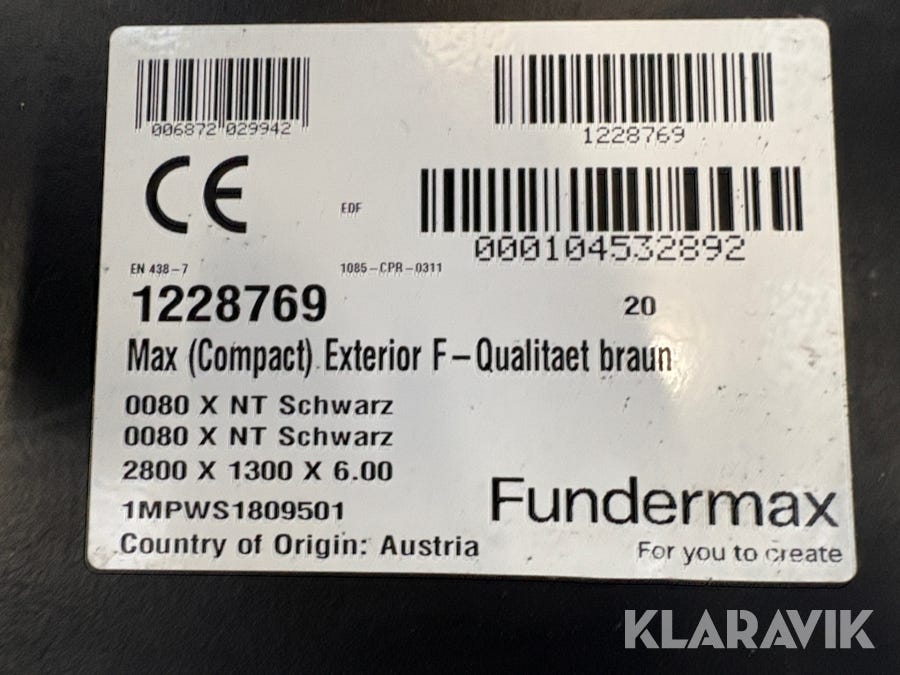 006872 029942
1228769
CE
EDF
000104532892
EN 438-7
1085-CPR-0311
1228769
20
Max (Compact) Exterior F-Qualitaet braun
0080 X NT Schwarz
0080 X NT Schwarz
2800 X 1300 X 6.00
1MPWS1809501
Fundermax
Country of Origin: Austria
For you to create
KLARAVIK